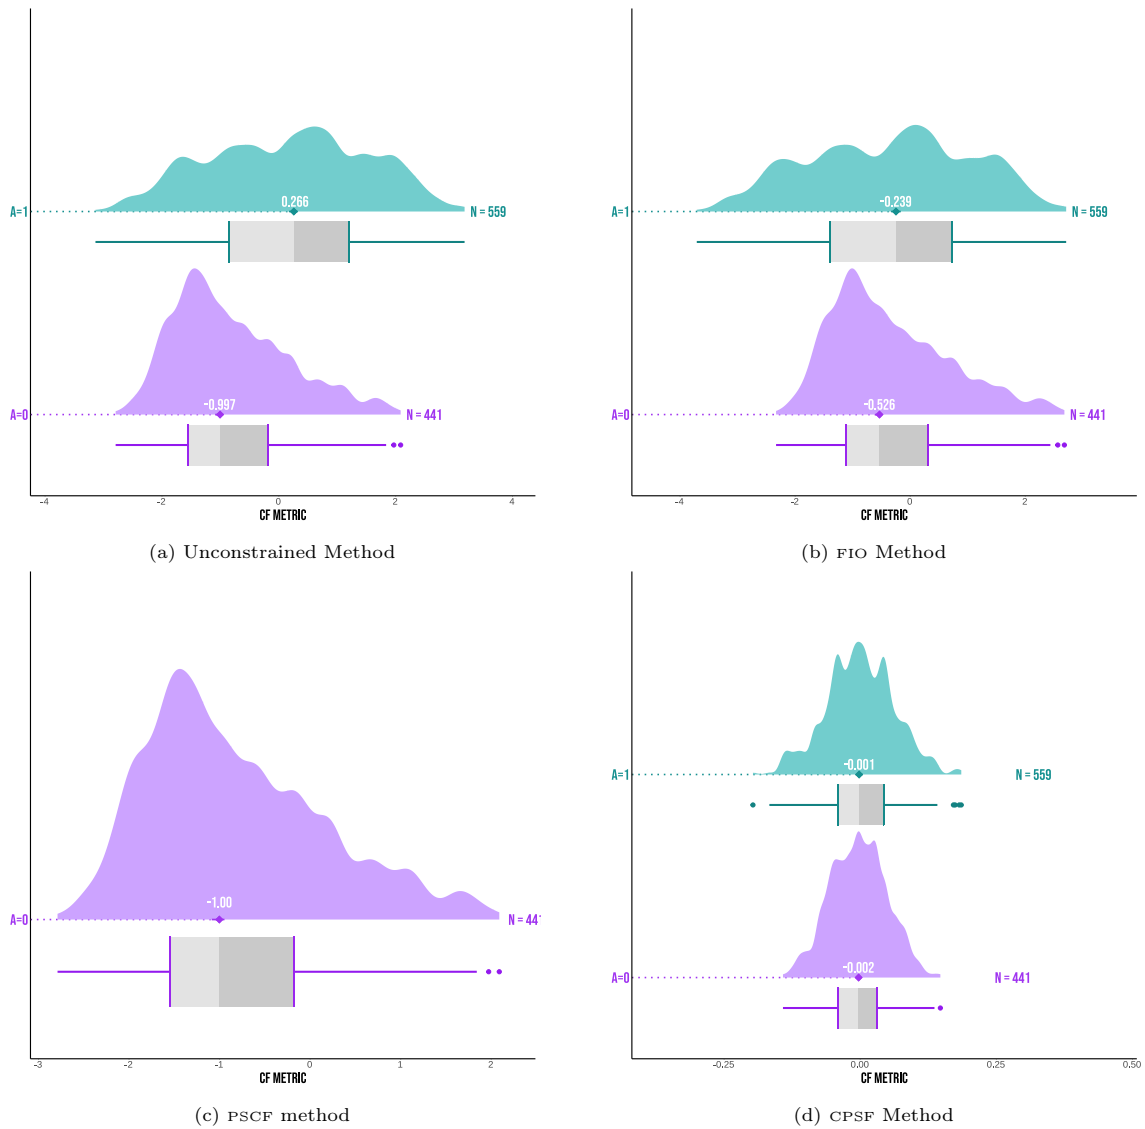 0.266
A=1
N = 559
-0.997
A=0
N = 441
-4
-2
0
2
4
CF METRIC
(a) Unconstrained Method
-0.239
A=1
N = 559
-0.526
A=0
N = 441
-4
-2
0
2
CF METRIC
(b) FIO Method
-1.00
A=0
N = 44
-3
-2
-1
0
1
2
CF METRIC
(c) PSCF method
-0.001
A=1
N = 559
-0.002
A=0
N = 441
-0.25
0.00
0.25
0.50
CF METRIC
(d) CPSF Method